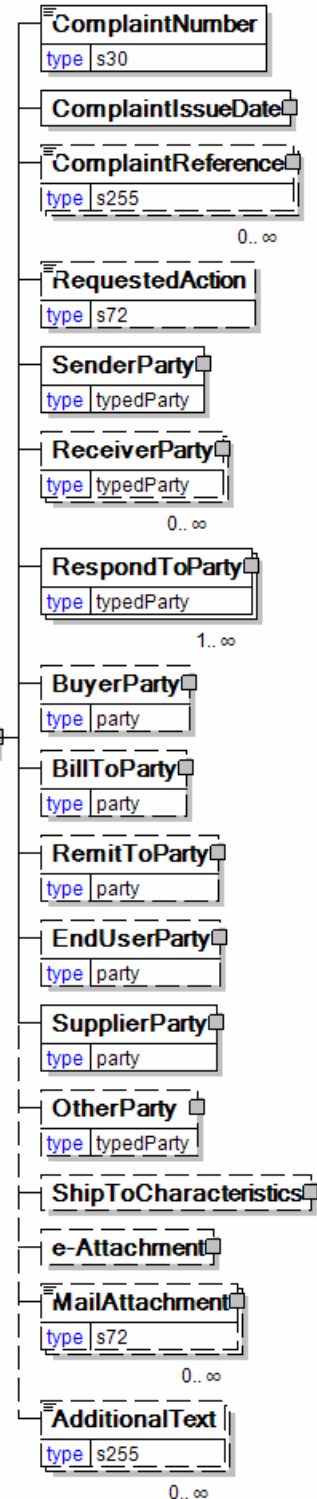 ComplaintNumber
type s30
ComplaintIssueDate
ComplaintReference
type s255
0.. ∞
RequestedAction
type s72
SenderParty
type typedParty
ReceiverParty
type typedParty
0.. ∞
RespondToParty
type typedParty
1.. ∞
BuyerParty
type party
BillToParty
type party
RemitToParty
type party
EndUserParty
type party
SupplierParty
type party
OtherParty
type typedParty
ShipToCharacteristics
e-Attachment
MailAttachment
type s72
0.. ∞
AdditionalText
type s255
0.. ∞